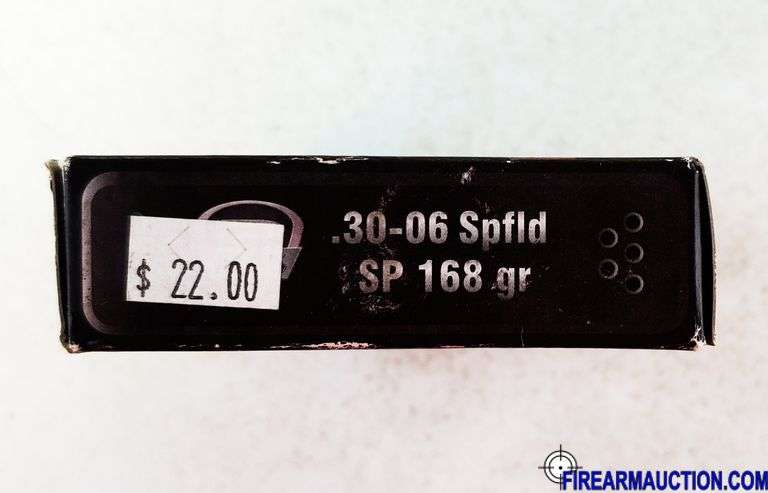 .30-06 Spfld
SP 168 gr
$ 22.00
FIREARMAUCTION.COM